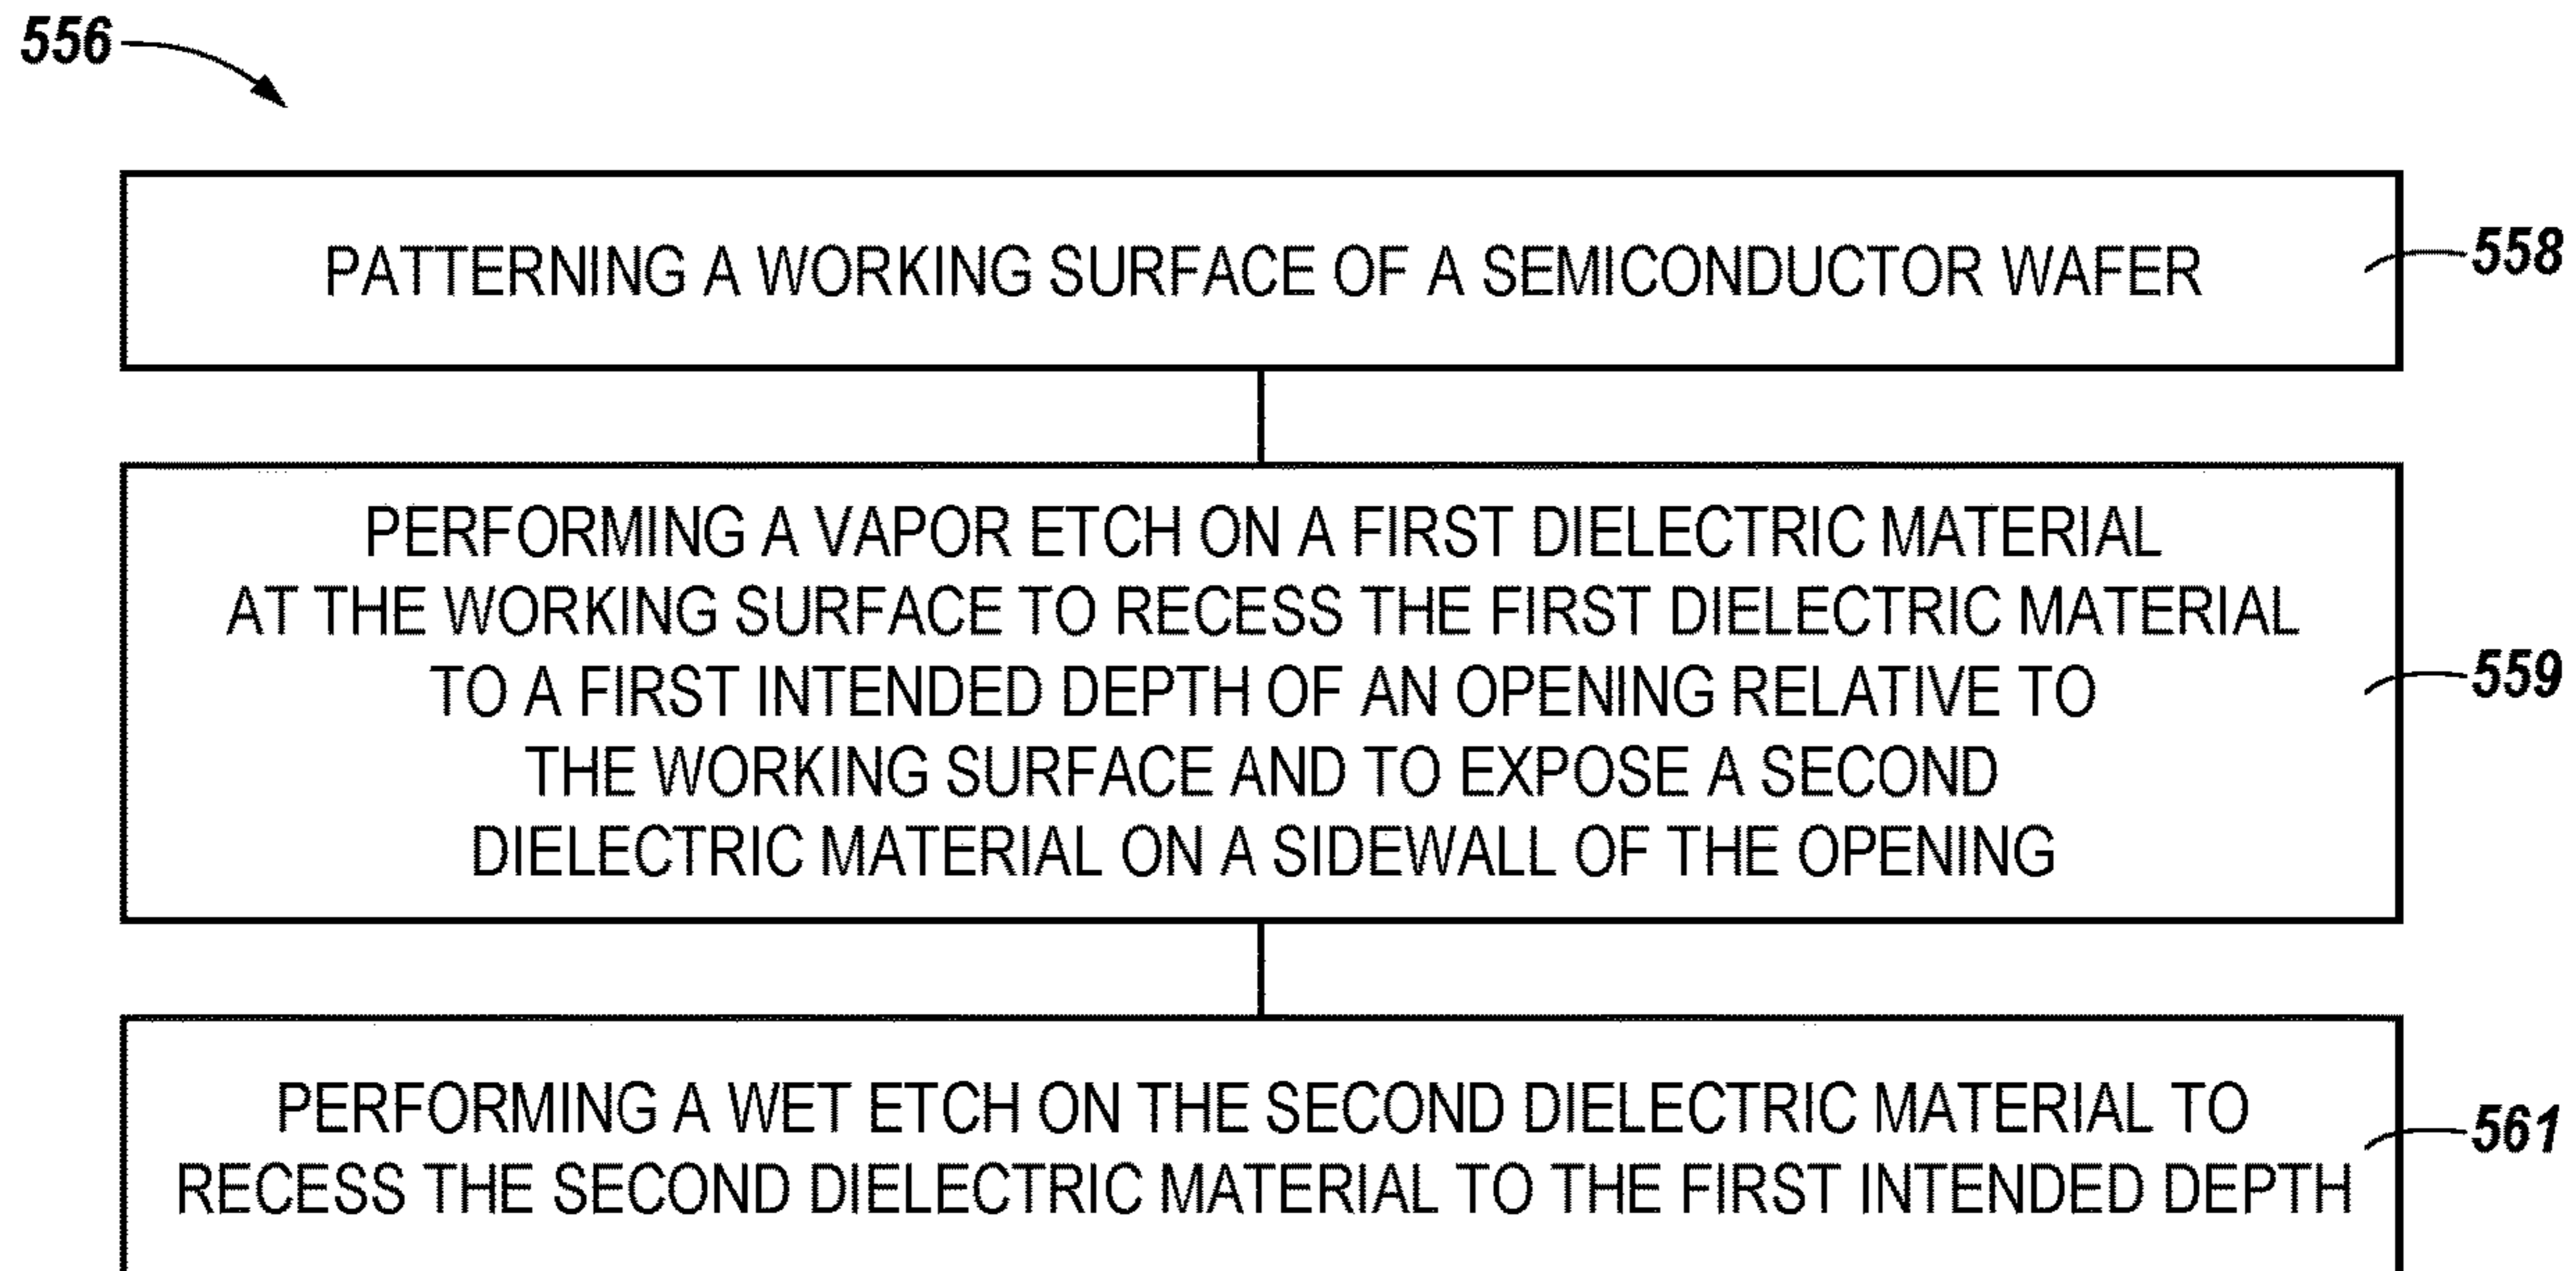 556
PATTERNING A WORKING SURFACE OF A SEMICONDUCTOR WAFER
558
PERFORMING A VAPOR ETCH ON A FIRST DIELECTRIC MATERIAL
AT THE WORKING SURFACE TO RECESS THE FIRST DIELECTRIC MATERIAL
TO A FIRST INTENDED DEPTH OF AN OPENING RELATIVE TO
THE WORKING SURFACE AND TO EXPOSE A SECOND
DIELECTRIC MATERIAL ON A SIDEWALL OF THE OPENING
559
PERFORMING A WET ETCH ON THE SECOND DIELECTRIC MATERIAL TO
RECESS THE SECOND DIELECTRIC MATERIAL TO THE FIRST INTENDED DEPTH
561